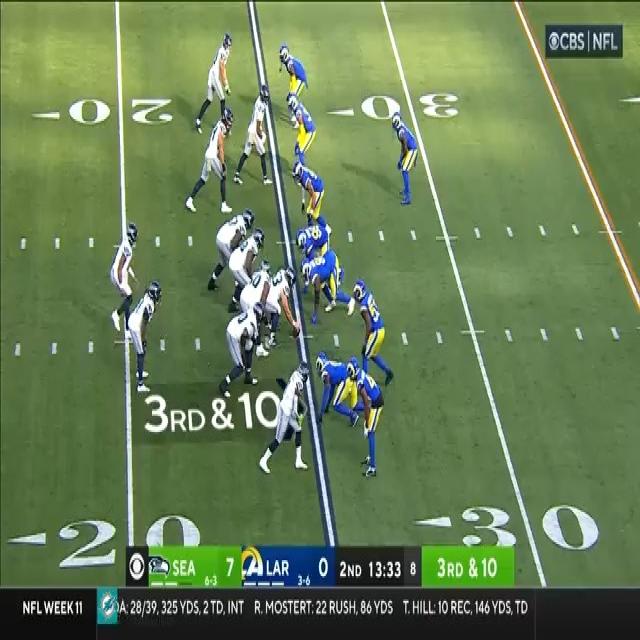 CBS NFL
20
30
3RD & 10
20
30
SEA 6-3 7 LAR 3-6 0 2ND 13:33 8 3RD & 10
NFL WEEK 11 OA: 28/39, 325 YDS, 2 TD, INT R. MOSTERT: 22 RUSH, 86 YDS T. HILL: 10 REC, 146 YDS, TD